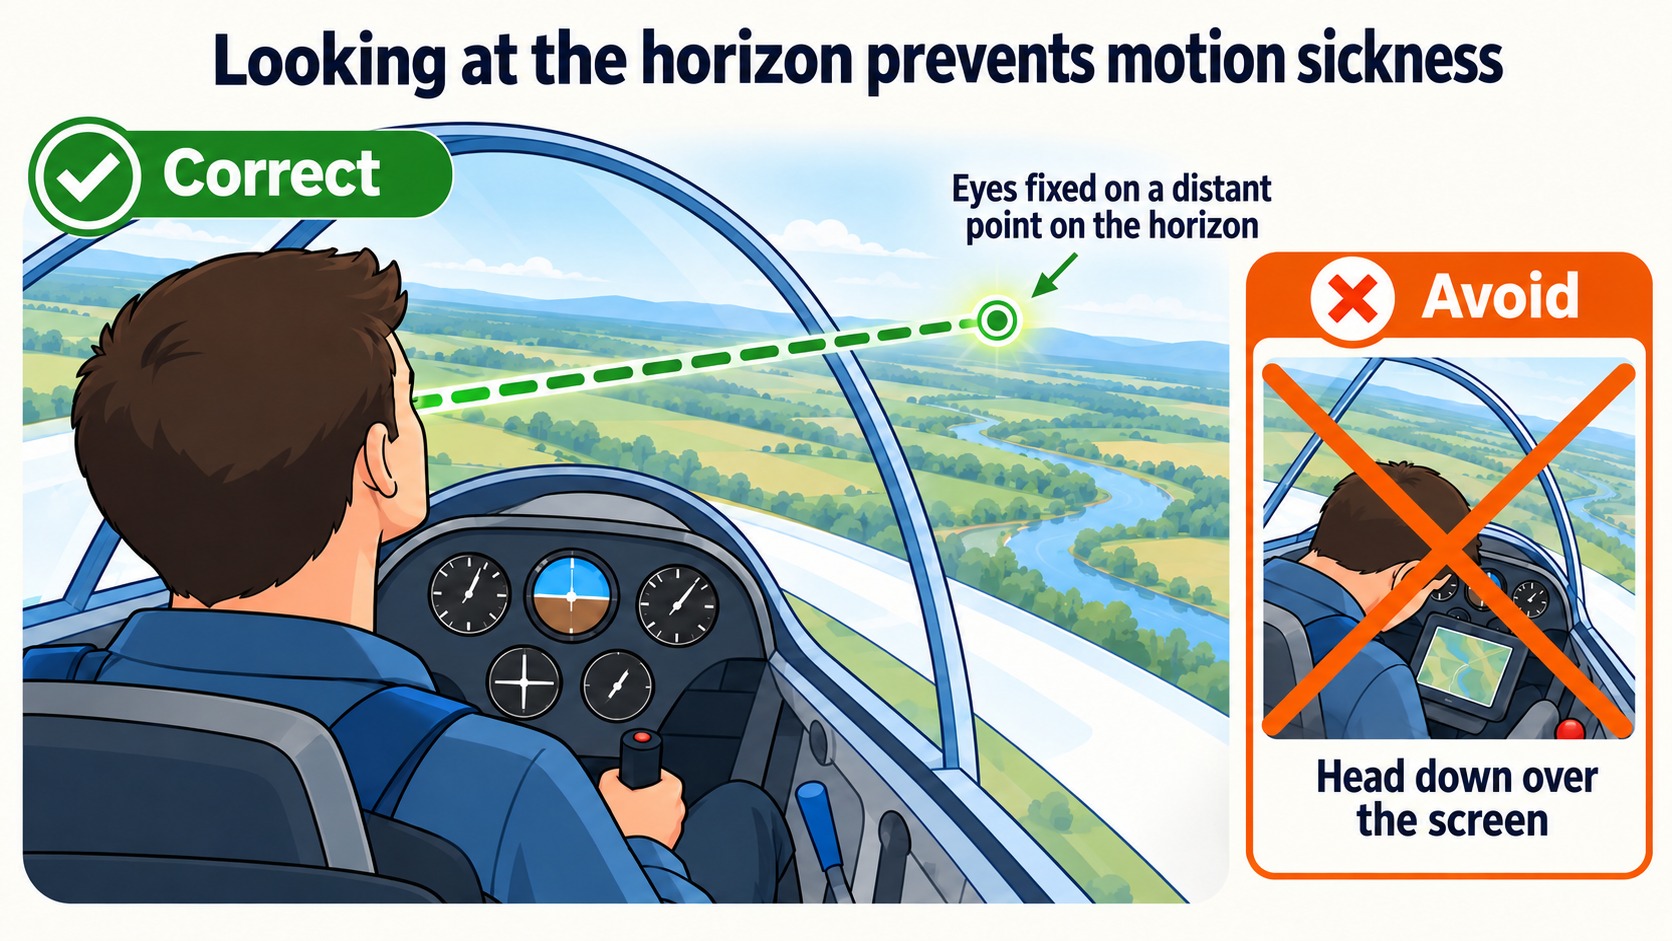 Looking at the horizon prevents motion sickness
Correct
Eyes fixed on a distant
point on the horizon
Avoid
Head down over
the screen